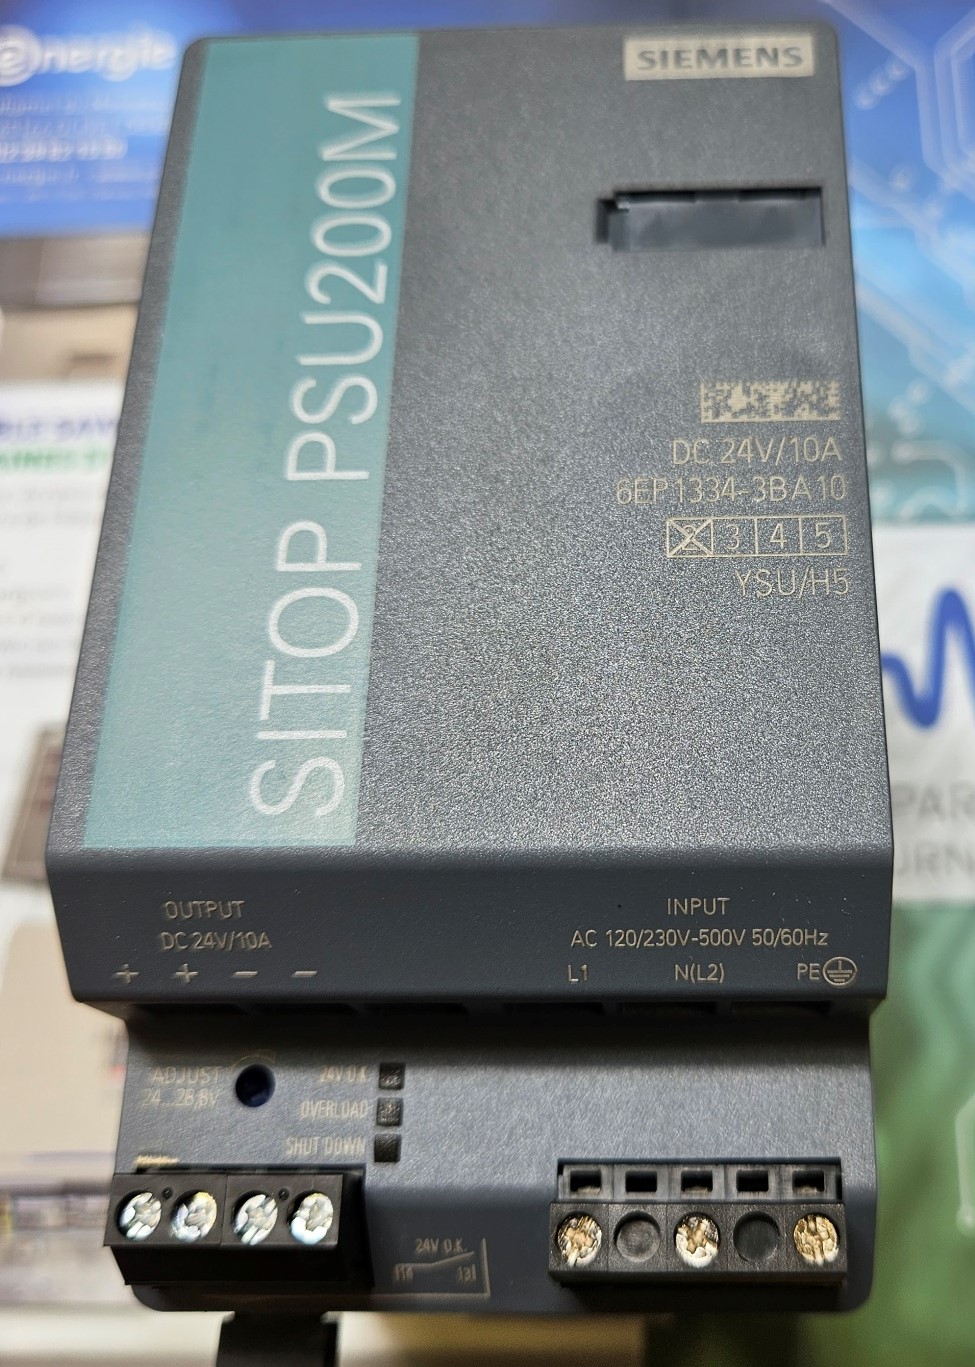 energie
SIEMENS
SITOP PSU200M
DC 24V/10A
6EP1334-3BA10
2 3 4 5
YSU/H5
OUTPUT
DC 24V/10A
+ + − −
INPUT
AC 120/230V-500V 50/60Hz
L1 N(L2) PE
ADJUST
24...28,8V
24V O.K.
OVERLOAD
SHUT DOWN
24V O.K.
14 13